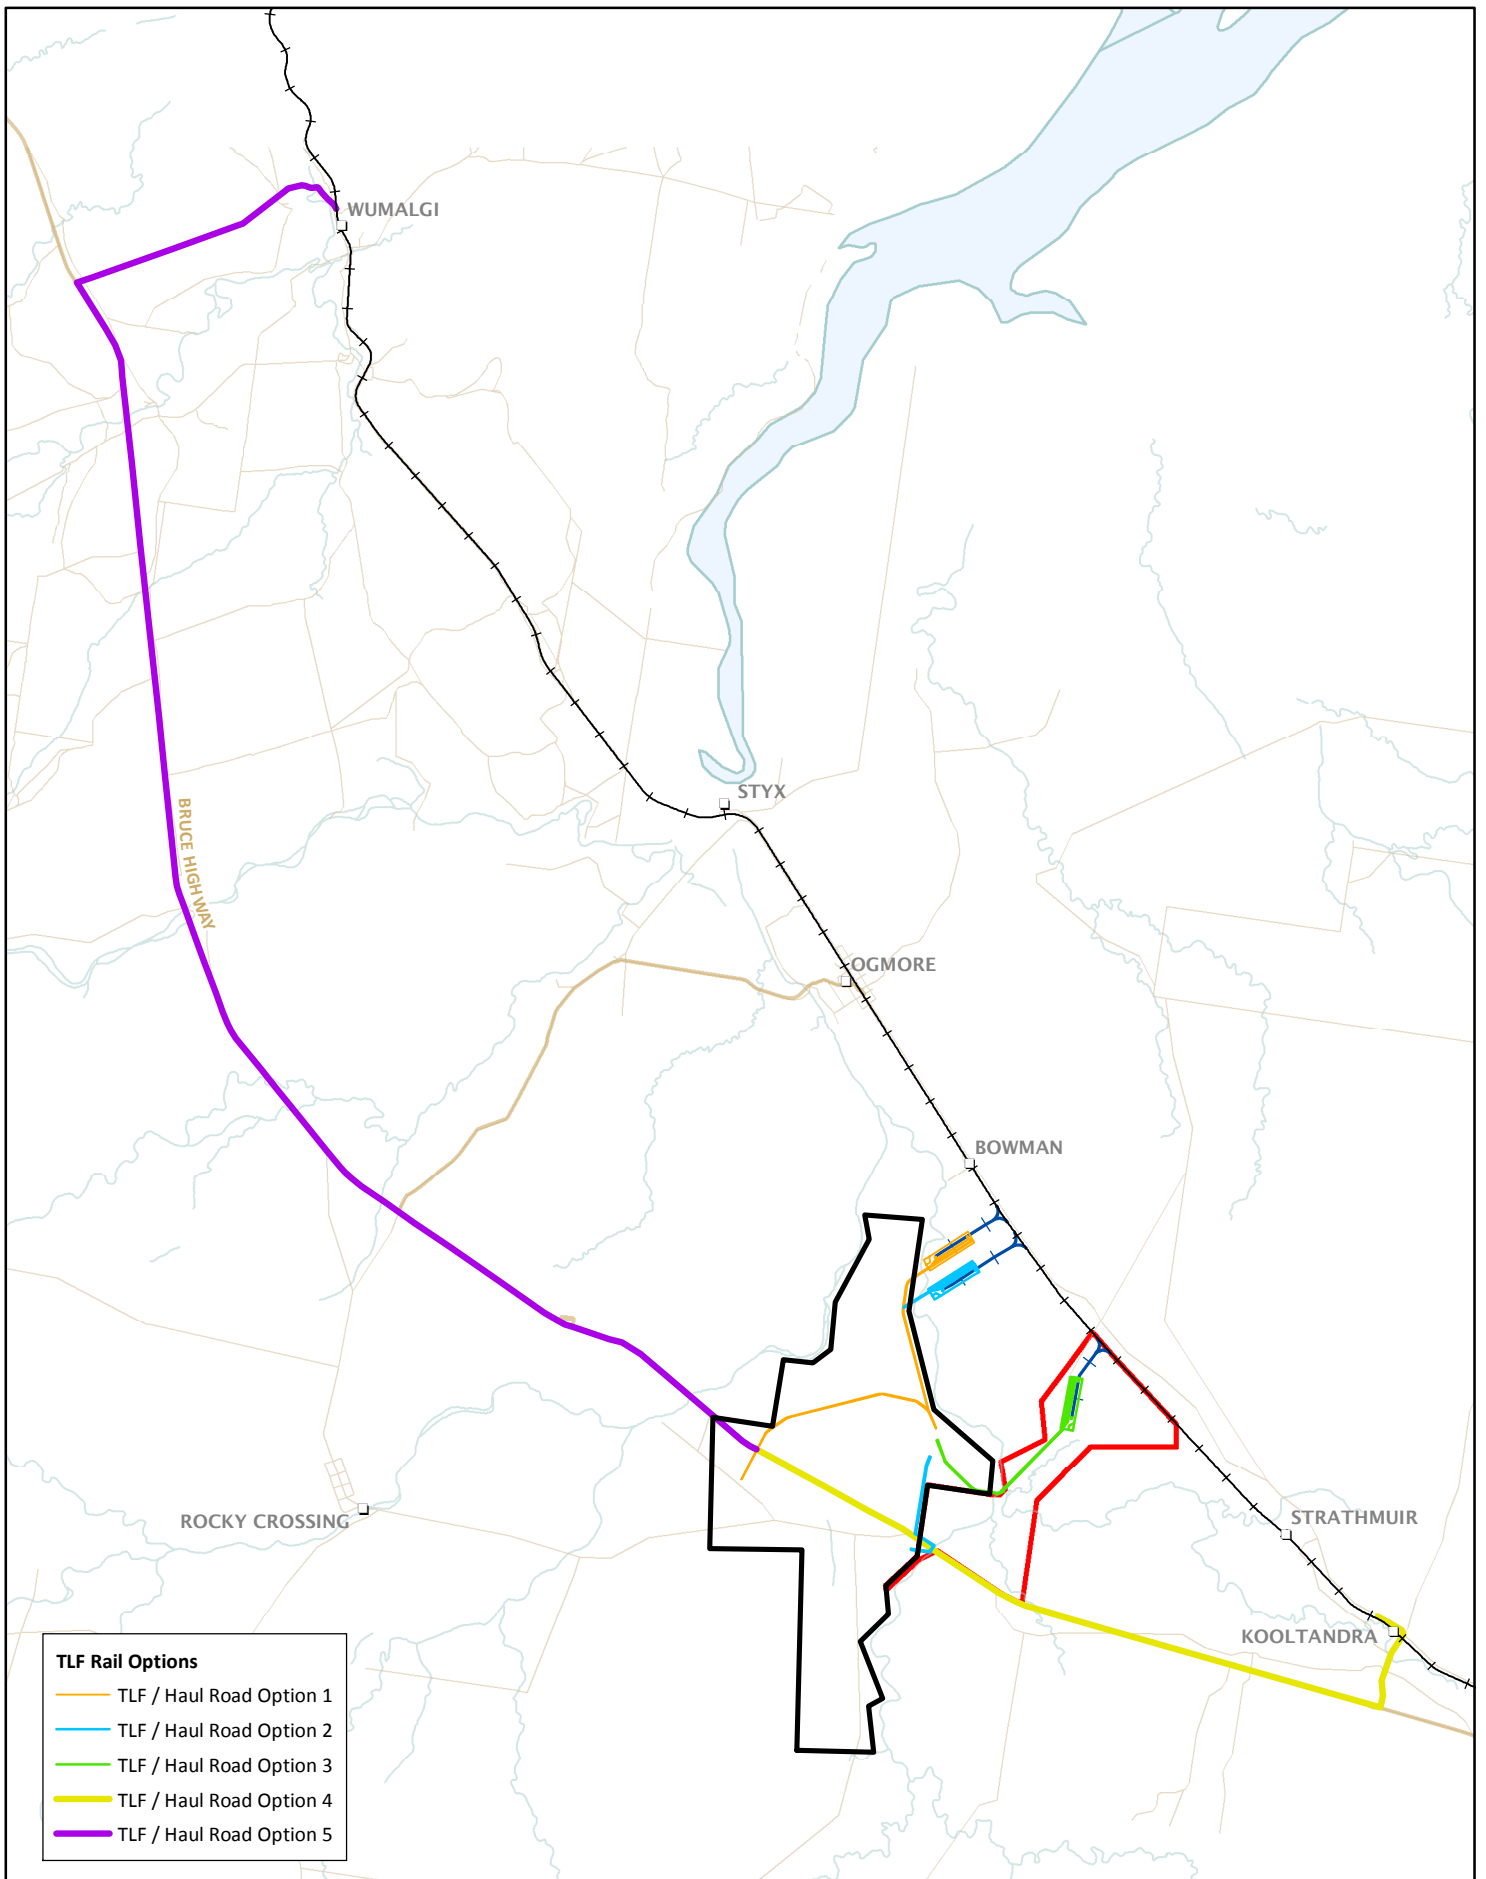 WUMALGI
STYX
BRUCE HIGHWAY
OGMORE
BOWMAN
ROCKY CROSSING
STRATHMUIR
KOOLTANDRA
TLF Rail Options
TLF / Haul Road Option 1
TLF / Haul Road Option 2
TLF / Haul Road Option 3
TLF / Haul Road Option 4
TLF / Haul Road Option 5